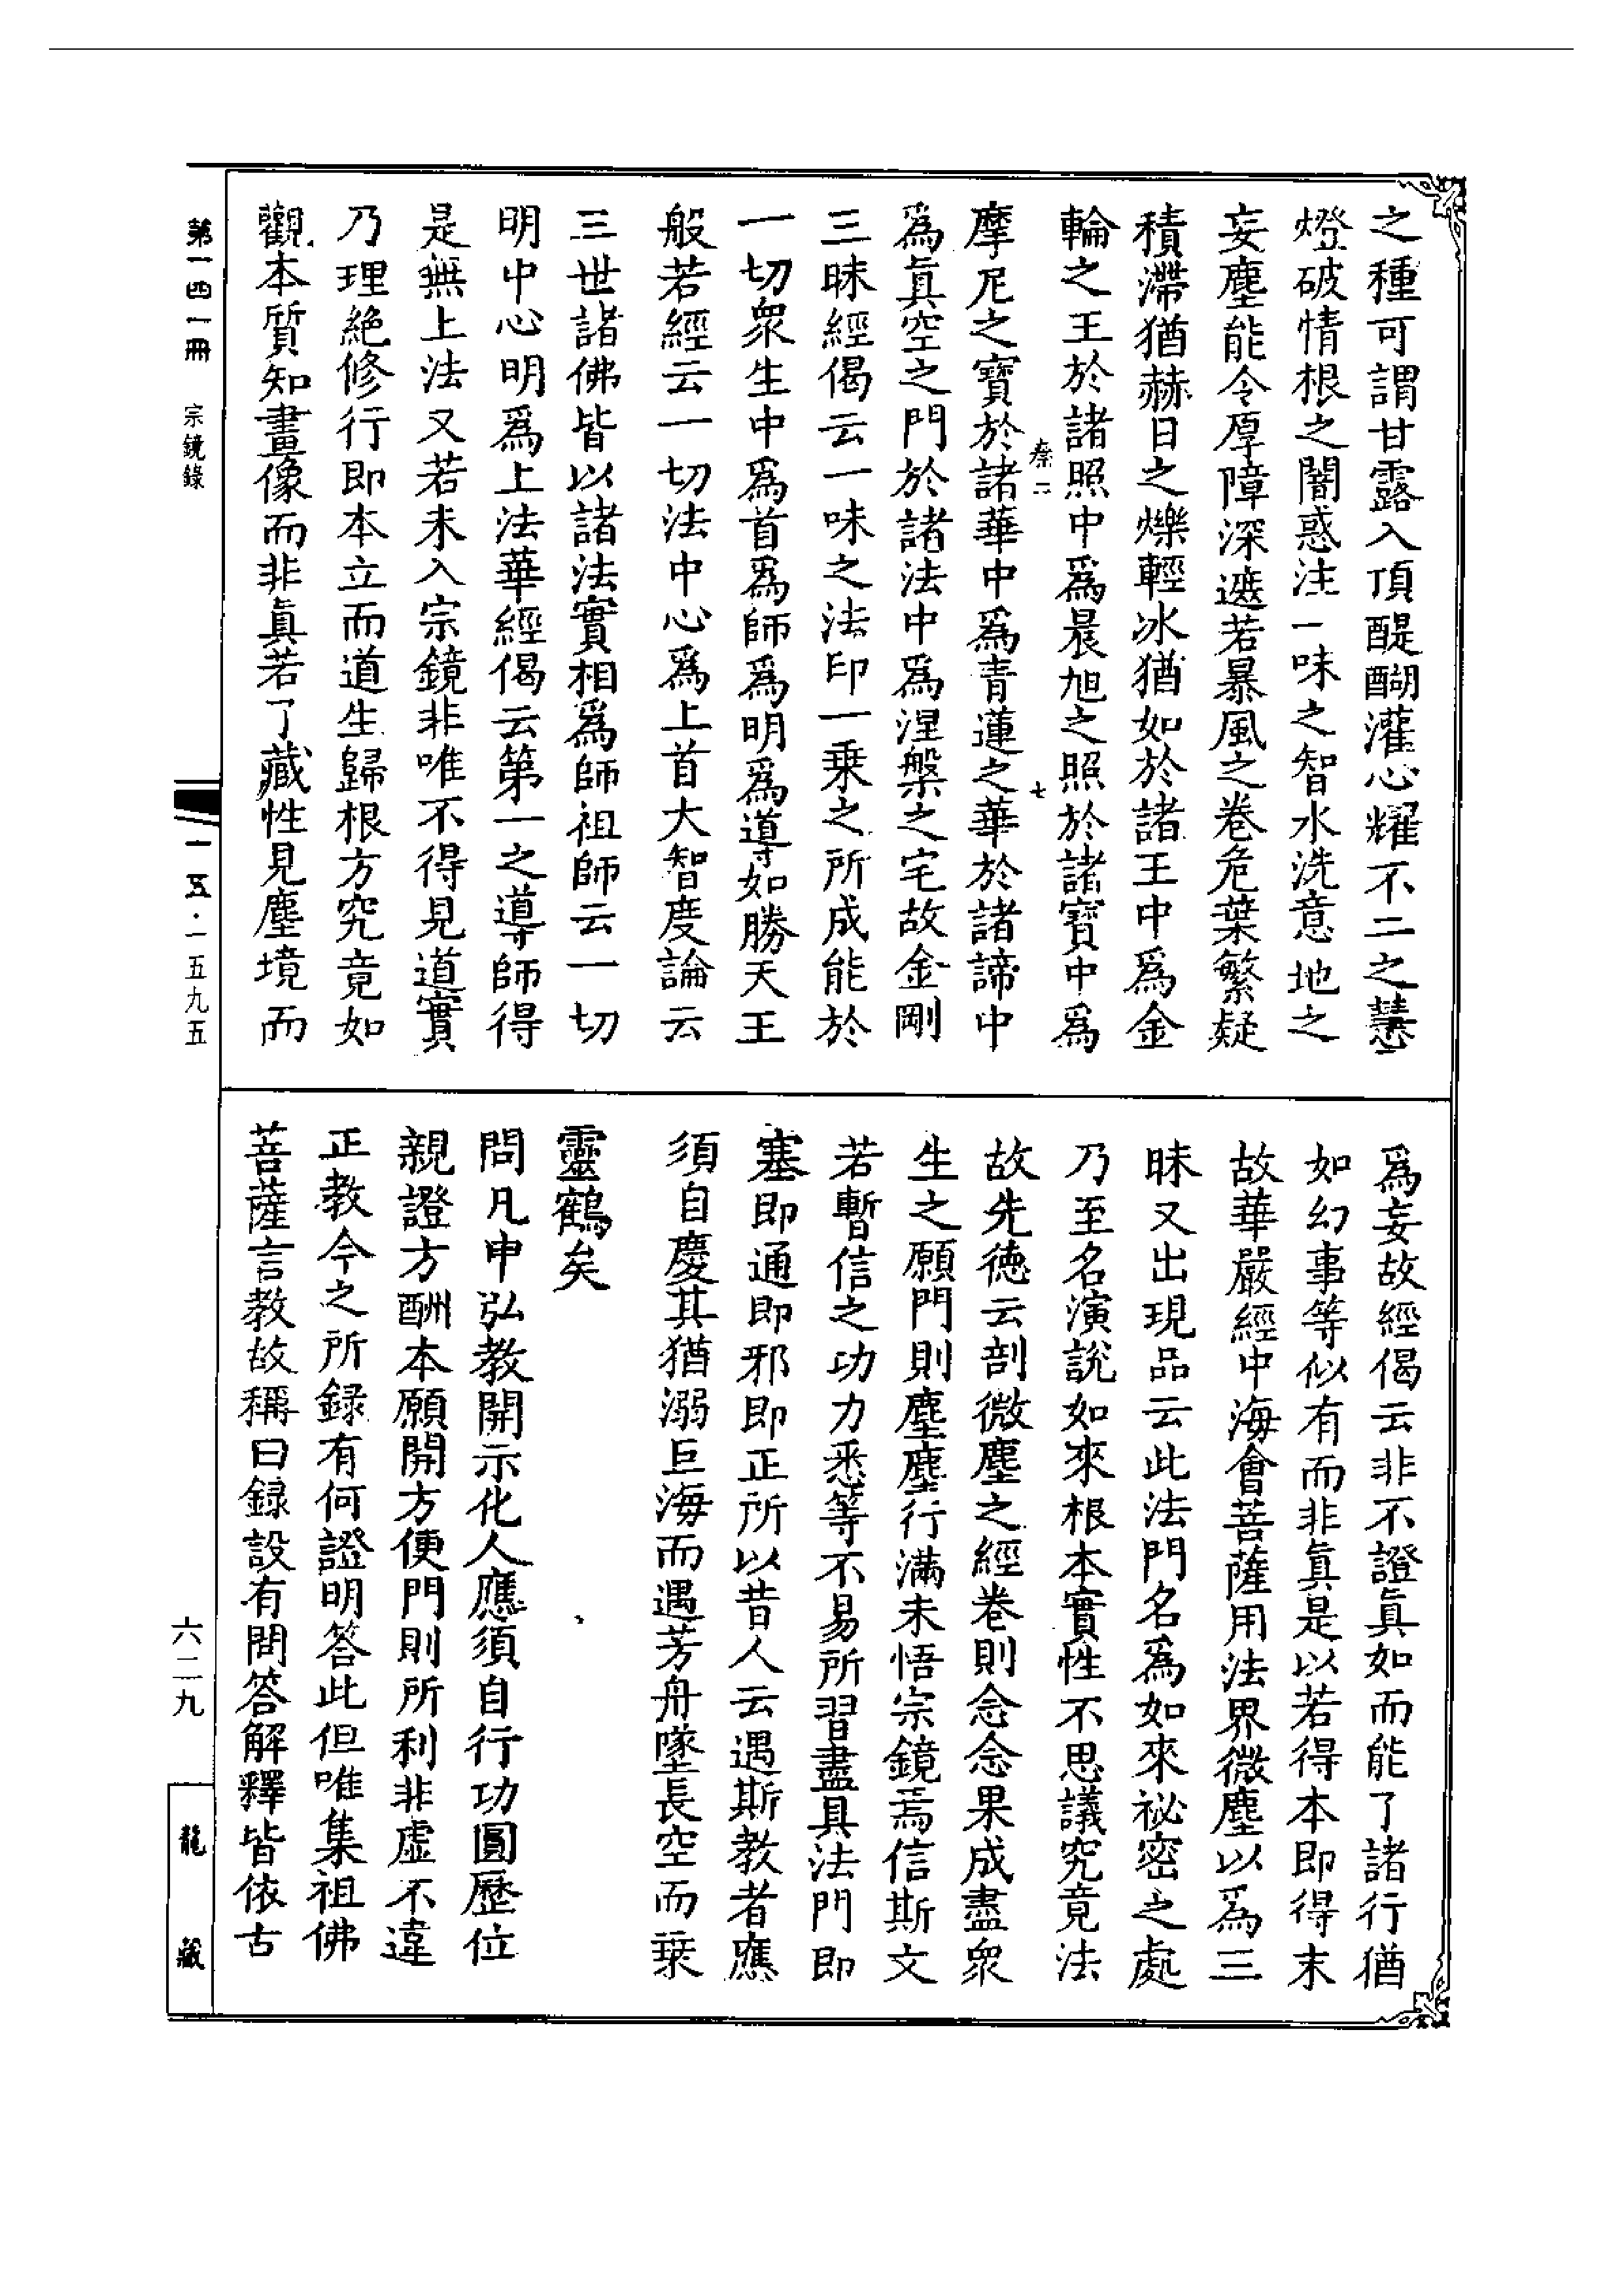 之種可謂甘露入頂醍醐灌心耀不二之慧
燈破情根之闇惑注一味之智水洗意地之
妄塵能令厚障深遮若暴風之卷危葉繁疑
積滯猶赫日之爍輕冰猶如於諸王中爲金
輪之王於諸照中爲晨旭之照於諸寶中爲
秦二 七
摩尼之寶於諸華中爲青蓮之華於諸諦中
爲眞空之門於諸法中爲涅槃之宅故金剛
三昧經偈云一味之法印一乗之所成能於
一切衆生中爲首爲師爲明爲導如勝天王
般若經云一切法中心爲上首大智度論云
三世諸佛皆以諸法實相爲師祖師云一切
明中心明爲上法華經偈云第一之導師得
是無上法又若未入宗鏡非唯不得見道實
乃理絶修行即本立而道生歸根方究竟如
觀本質知畫像而非眞若了藏性見塵境而
爲妄故經偈云非不證眞如而能了諸行猶
如幻事等似有而非眞是以若得本即得末
故華嚴經中海會菩薩用法界微塵以爲三
昧又出現品云此法門名爲如來祕密之處
乃至名演說如來根本實性不思議究竟法
故先徳云剖微塵之經卷則念念果成盡衆
生之願門則塵塵行滿未悟宗鏡焉信斯文
若暫信之功力悉等不易所習盡具法門即
塞即通即邪即正所以昔人云遇斯教者應
須自慶其猶溺巨海而遇芳舟墜長空而乗
靈鶴矣
問凡申弘教開示化人應須自行功圓歷位
親證方酬本願開方便門則所利非虛不違
正教今之所録有何證明答此但唯集祖佛
菩薩言教故稱曰録設有問答解釋皆依古
第一四一冊 宗鏡錄
一一五・一五九五
六二九
龍藏